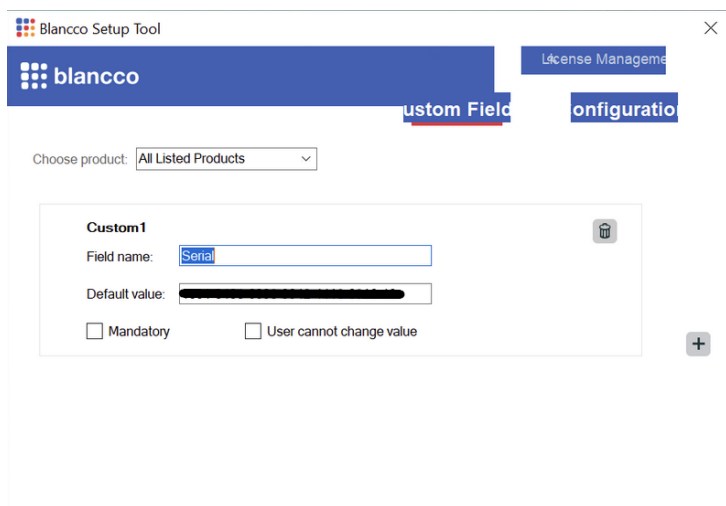 Blancco Setup Tool
blancco
License Manageme
ustom Field
onfiguration
Choose product: All Listed Products
Custom1
Field name: Serial
Default value:
Mandatory
User cannot change value